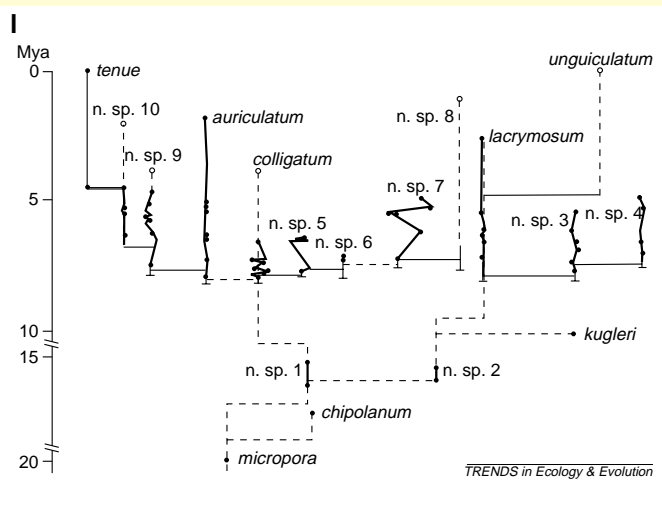 I
Mya
0
tenue
unguiculatum
n. sp. 10
auriculatum
n. sp. 8
lacrymosum
n. sp. 9
colligatum
n. sp. 7
5
n. sp. 5
n. sp. 3
n. sp. 4
n. sp. 6
10
kugleri
15
n. sp. 1
n. sp. 2
chipolanum
20
micropora
TRENDS in Ecology & Evolution